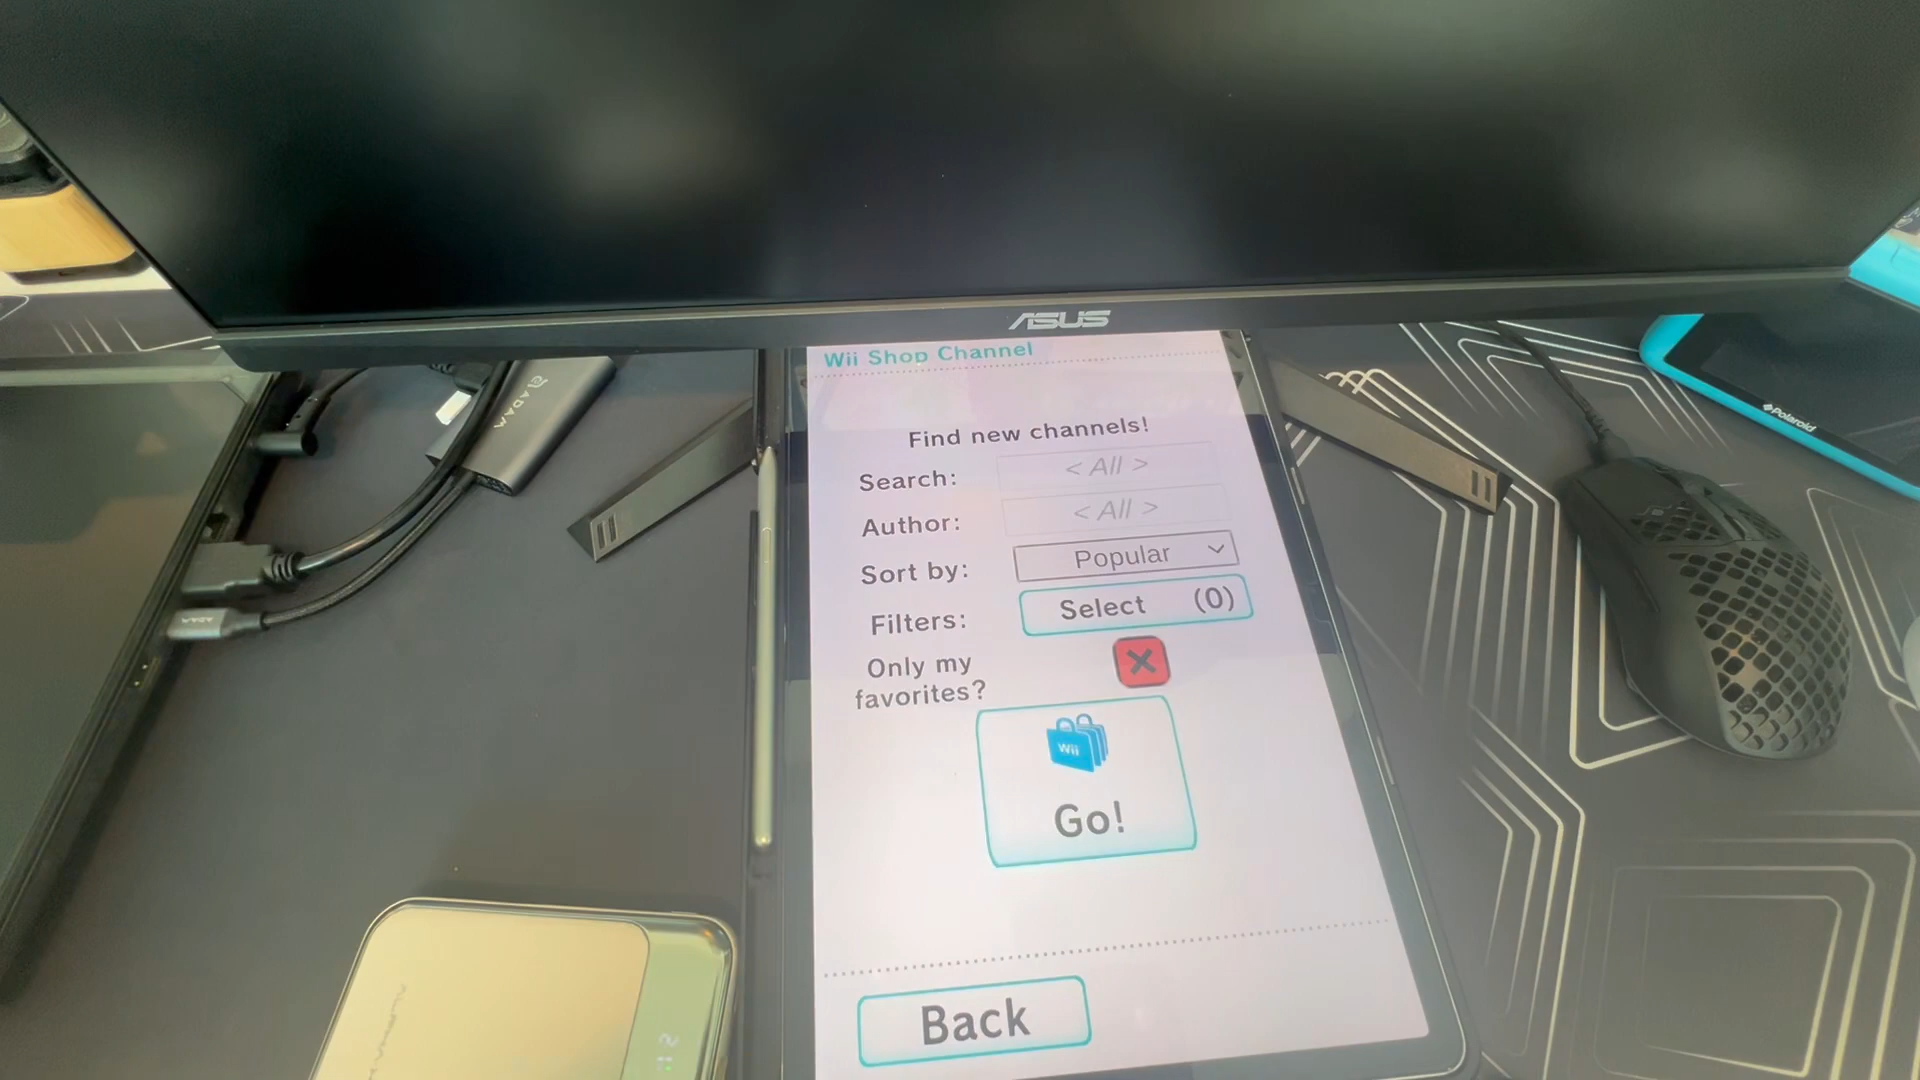 ASUS
Wii Shop Channel
Find new channels!
Search: < All >
Author: < All >
Sort by: Popular
Filters: Select (0)
Only my
favorites?
Wii
Go!
Back
ADAM
ADAM
Polaroid